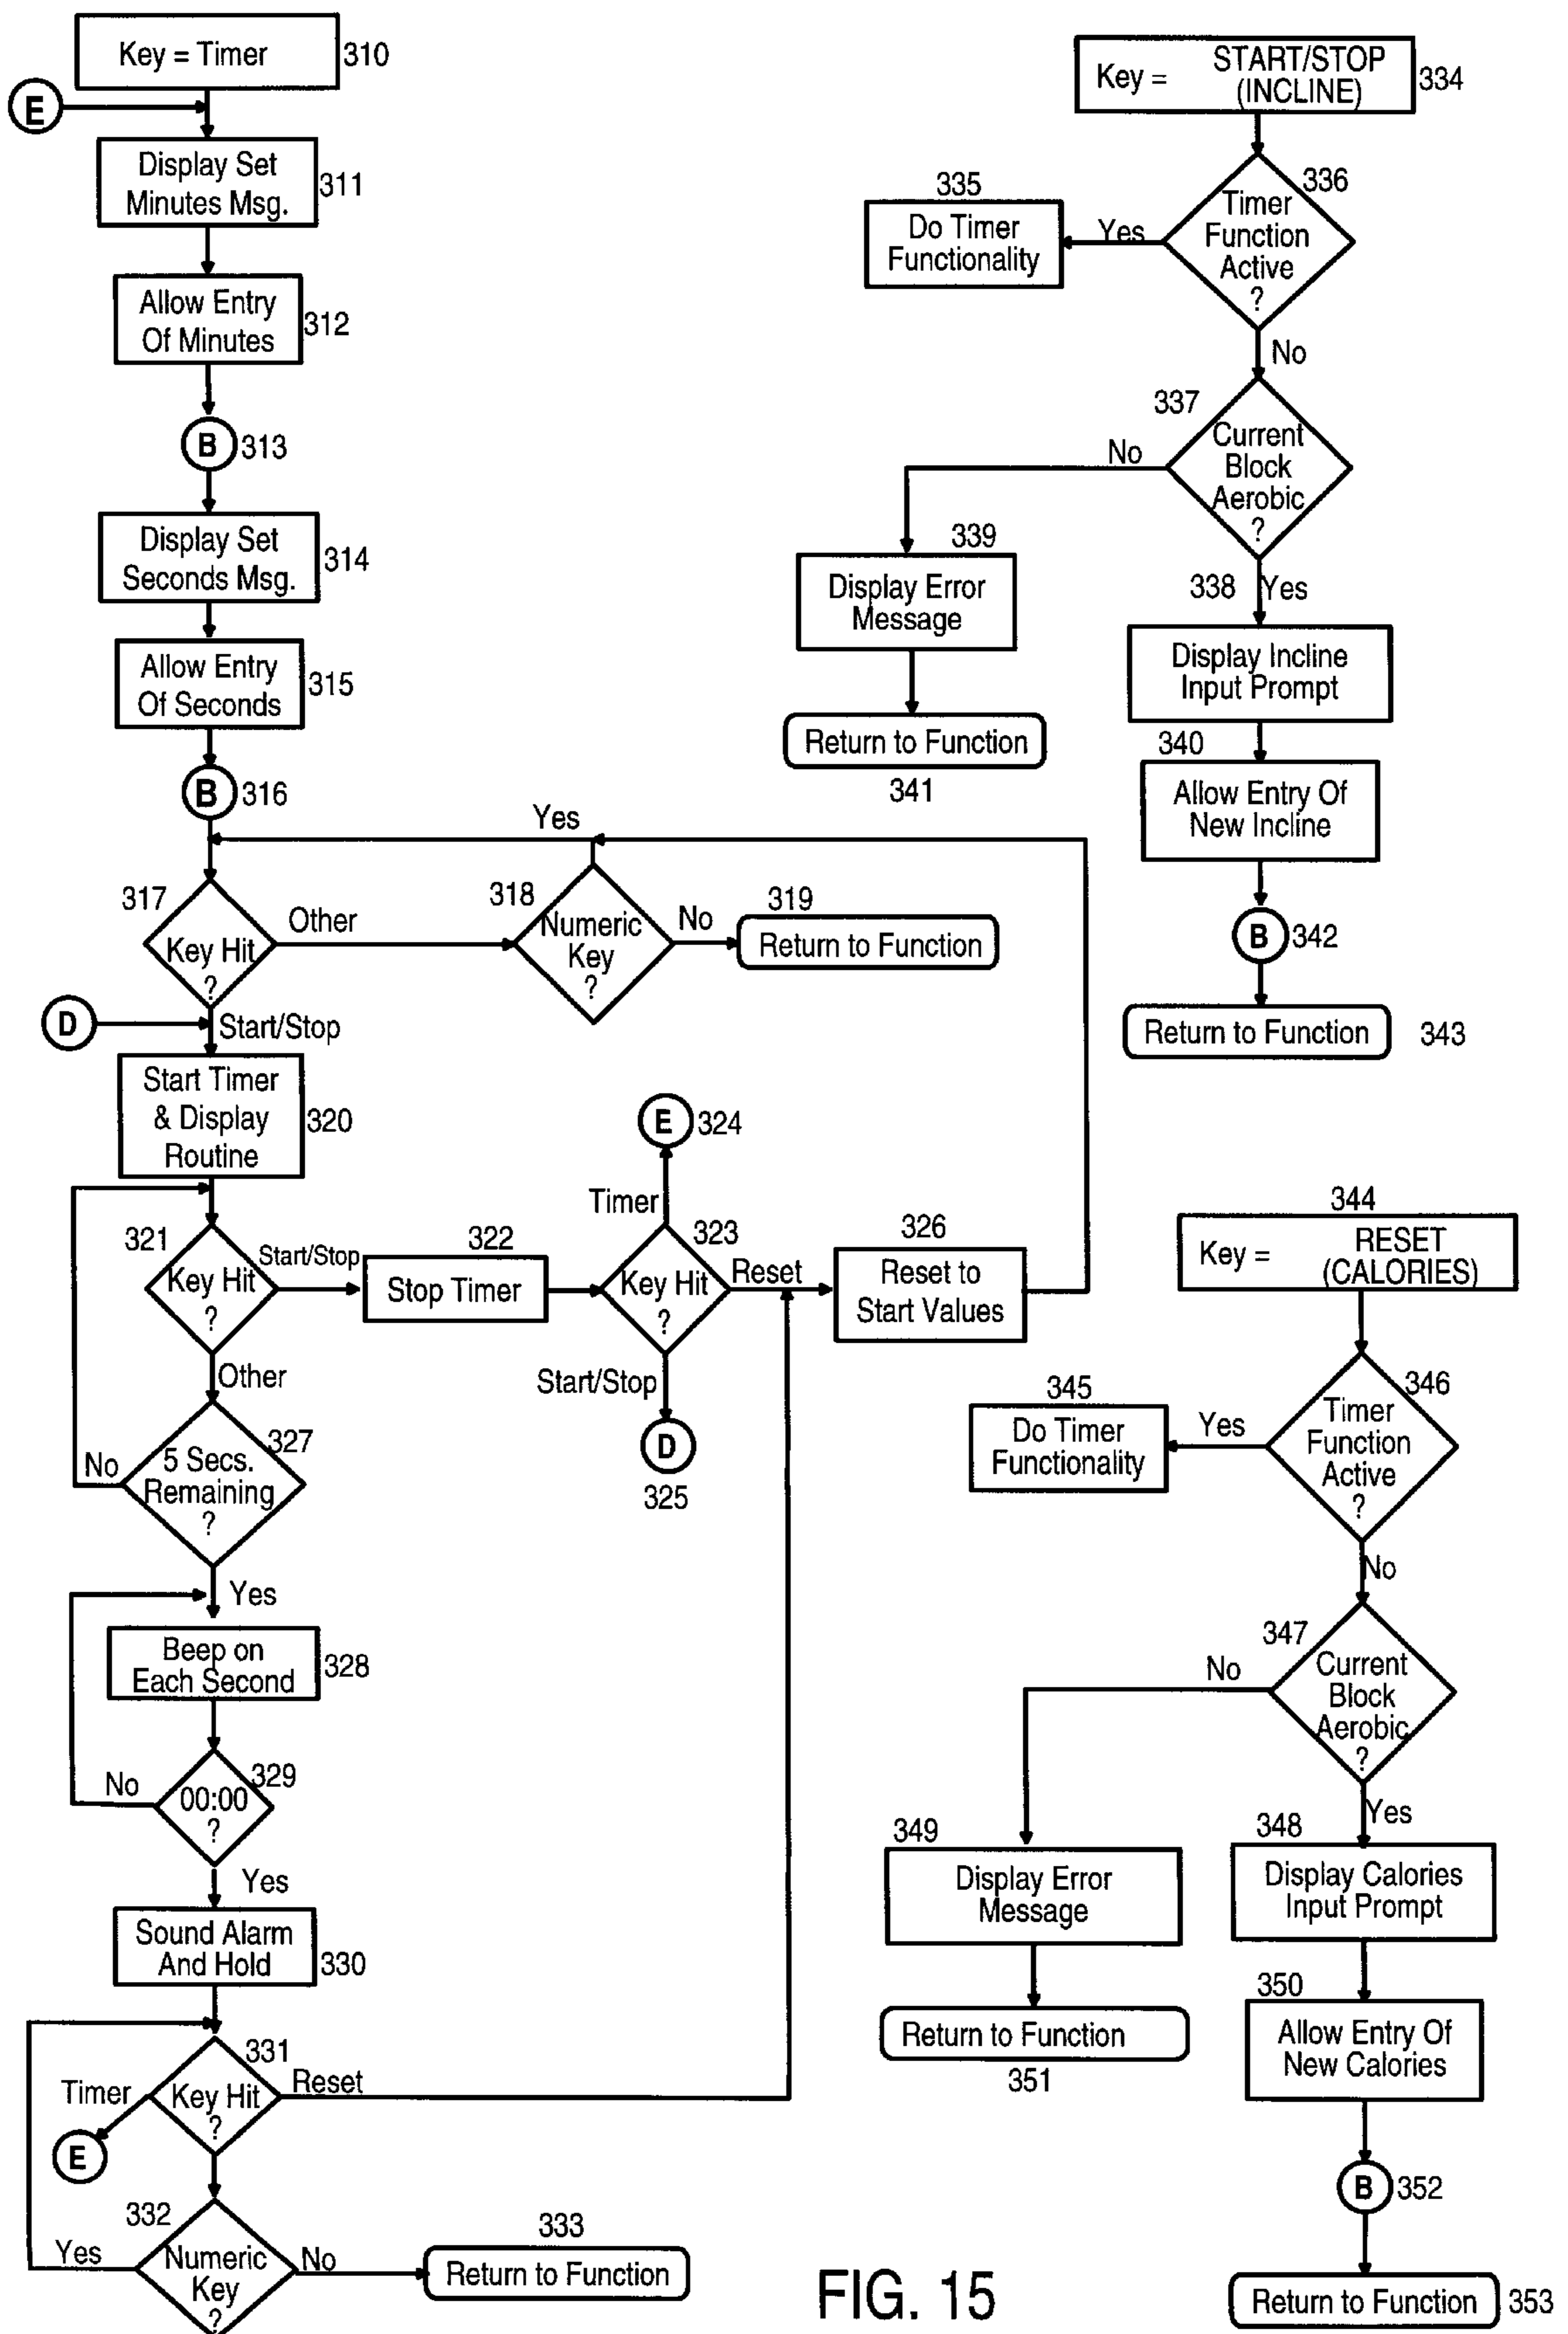 Key = Timer
310
E
Display Set
Minutes Msg.
311
Allow Entry
Of Minutes
312
B
313
Display Set
Seconds Msg.
314
Allow Entry
Of Seconds
315
B
316
Yes
317
Key Hit
?
Other
318
Numeric
Key
?
No
319
Return to Function
D
Start/Stop
Start Timer
& Display
Routine
320
321
Key Hit
?
Start/Stop
322
Stop Timer
E
324
Timer
323
Key Hit
?
Reset
326
Reset to
Start Values
Start/Stop
D
325
Other
327
5 Secs.
Remaining
?
No
Yes
Beep on
Each Second
328
329
00:00
?
No
Yes
Sound Alarm
And Hold
330
331
Key Hit
?
Timer
Reset
E
332
Numeric
Key
?
Yes
No
333
Return to Function
Key =
START/STOP
(INCLINE)
334
335
Do Timer
Functionality
Yes
336
Timer
Function
Active
?
No
337
Current
Block
Aerobic
?
No
339
Display Error
Message
Return to Function
341
338
Yes
Display Incline
Input Prompt
340
Allow Entry Of
New Incline
B
342
Return to Function
343
344
Key =
RESET
(CALORIES)
345
Do Timer
Functionality
Yes
346
Timer
Function
Active
?
No
347
Current
Block
Aerobic
?
No
349
Display Error
Message
Return to Function
351
Yes
348
Display Calories
Input Prompt
350
Allow Entry Of
New Calories
B
352
Return to Function
353
FIG. 15